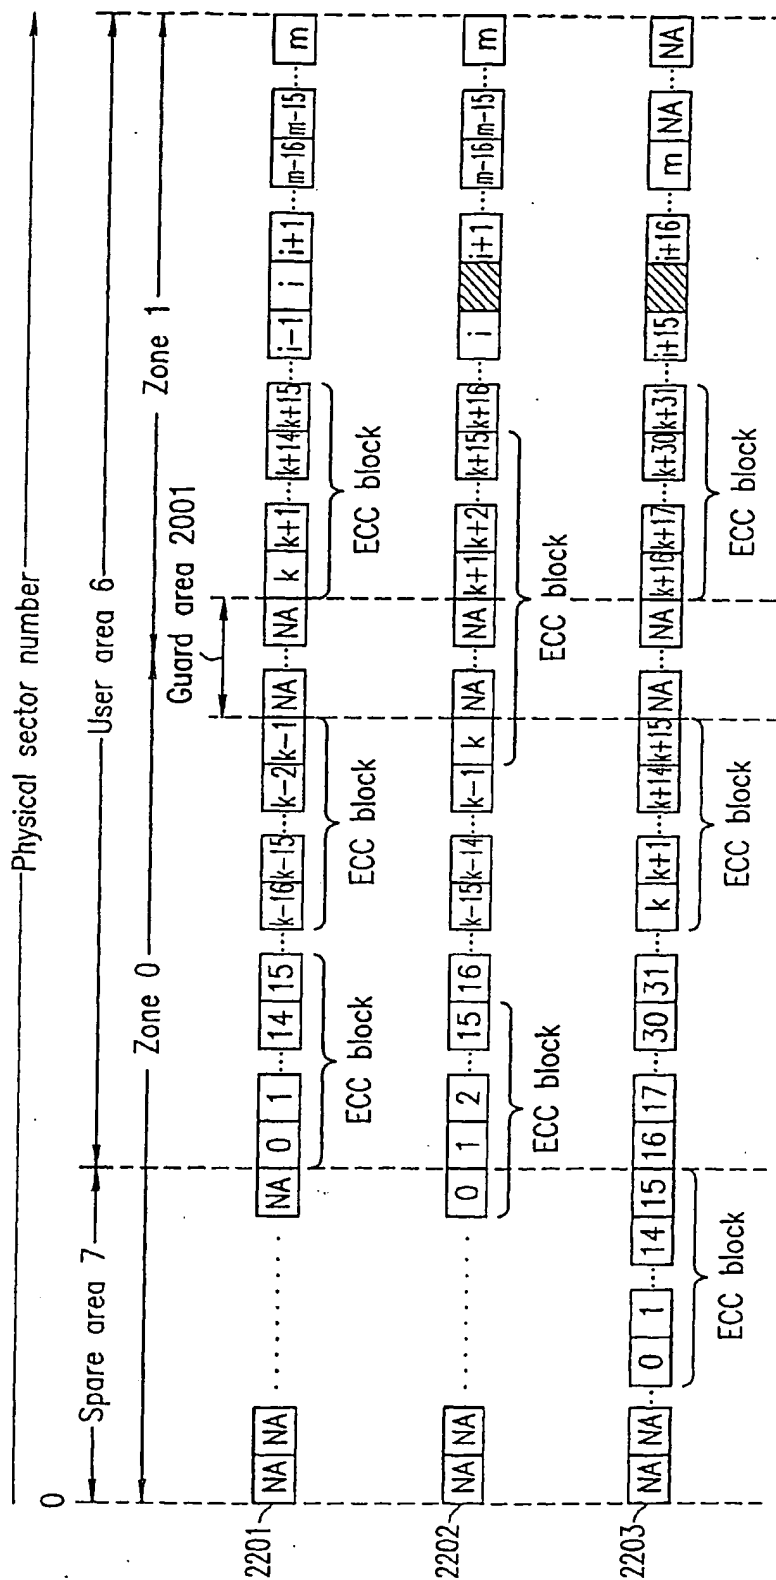 Physical sector number
0
Spare area 7
User area 6
Zone 0
Zone 1
Guard area 2001
2201
NA NA NA 0 1 ... 14 15 ... k-16 k-15 ... k-2 k-1 NA ... NA k k+1 ... k+14 k+15 ... i-1 i i+1 ... m-16 m-15 ... m
ECC block
ECC block
ECC block
2202
NA NA 0 1 2 ... 15 16 ... k-15 k-14 ... k-1 k NA ... NA k+1 k+2 ... k+15 k+16 ... i i+1 ... m-16 m-15 ... m
ECC block
ECC block
2203
NA NA ... 0 1 ... 14 15 16 17 ... 30 31 ... k k+1 ... k+14 k+15 NA ... NA k+16 k+17 ... k+30 k+31 ... i+15 i+16 ... m NA ... NA
ECC block
ECC block
ECC block